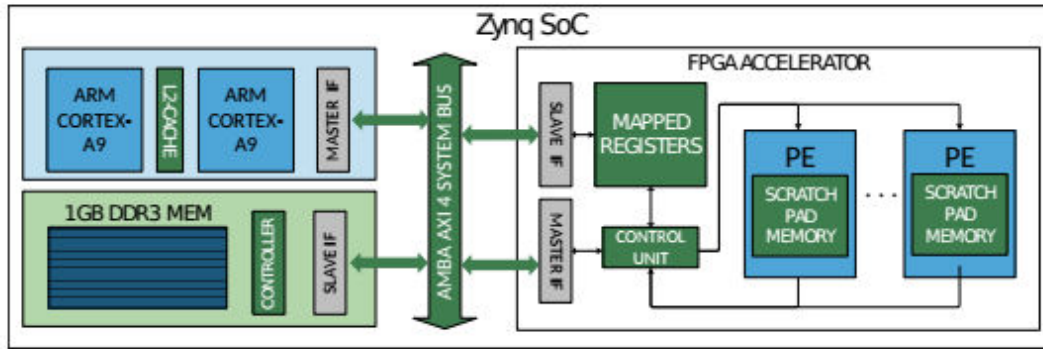 Zynq SoC
ARM
CORTEX-
A9
L2-CACHE
ARM
CORTEX-
A9
MASTER IF
1GB DDR3 MEM
CONTROLLER
SLAVE IF
AMBA AXI 4 SYSTEM BUS
FPGA ACCELERATOR
SLAVE IF
MAPPED
REGISTERS
MASTER IF
CONTROL
UNIT
PE
SCRATCH
PAD
MEMORY
. . .
PE
SCRATCH
PAD
MEMORY